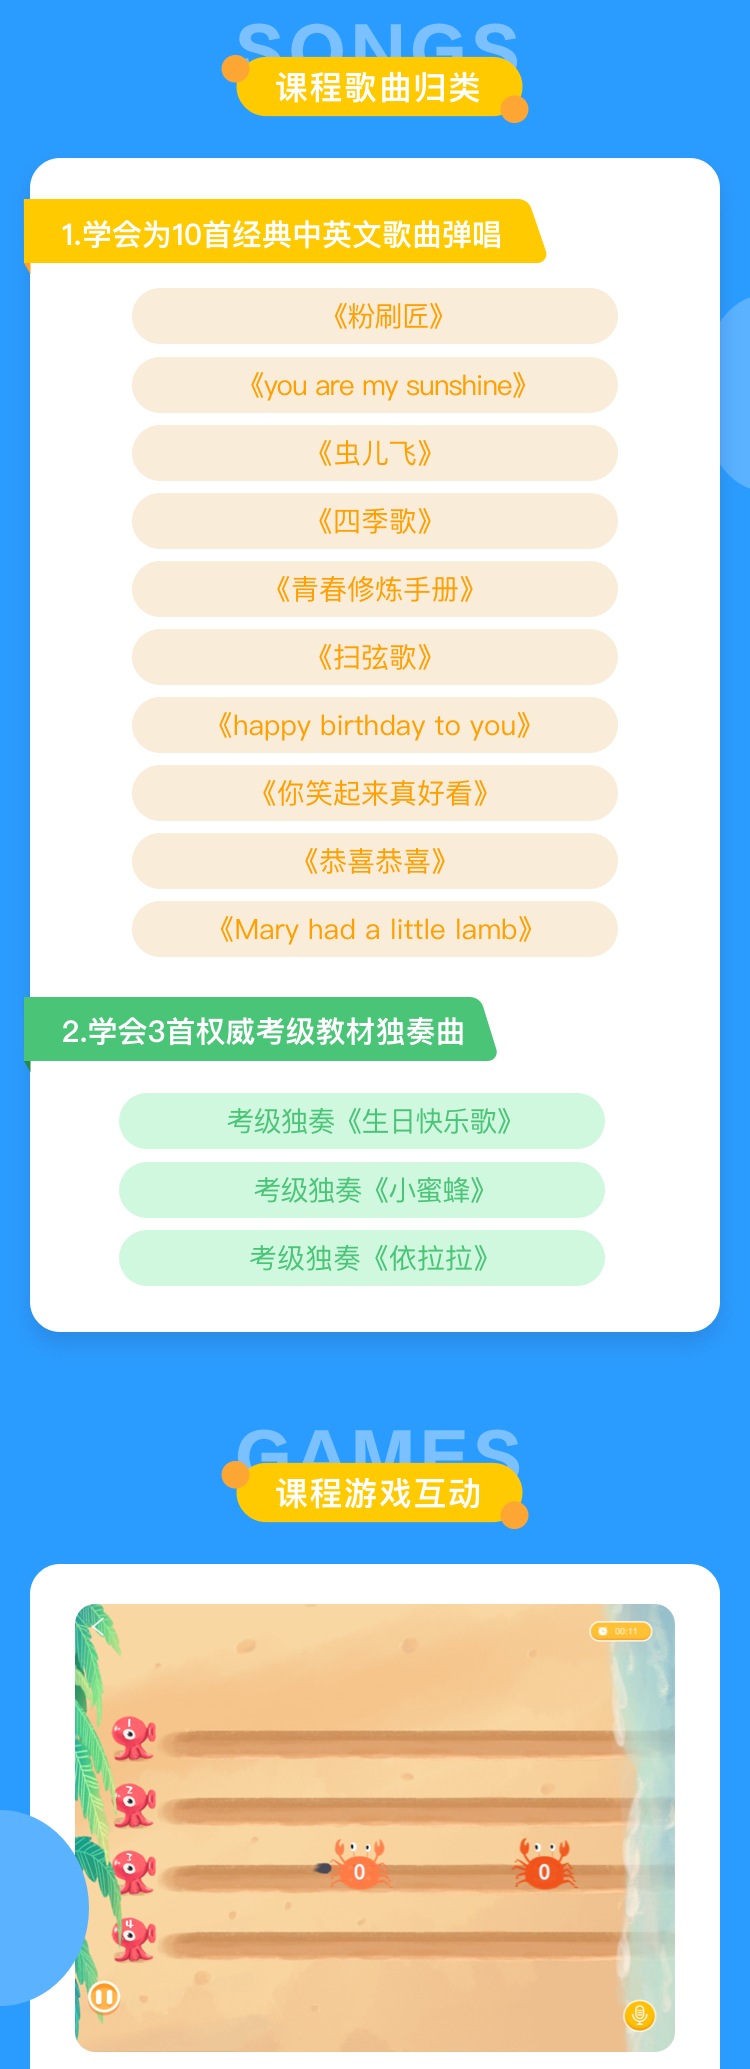 SONGS
课程歌曲归类
1.学会为10首经典中英文歌曲弹唱
《粉刷匠》
《you are my sunshine》
《虫儿飞》
《四季歌》
《青春修炼手册》
《扫弦歌》
《happy birthday to you》
《你笑起来真好看》
《恭喜恭喜》
《Mary had a little lamb》
2.学会3首权威考级教材独奏曲
考级独奏《生日快乐歌》
考级独奏《小蜜蜂》
考级独奏《依拉拉》
GAMES
课程游戏互动
00:11
1
2
3
0
0
4